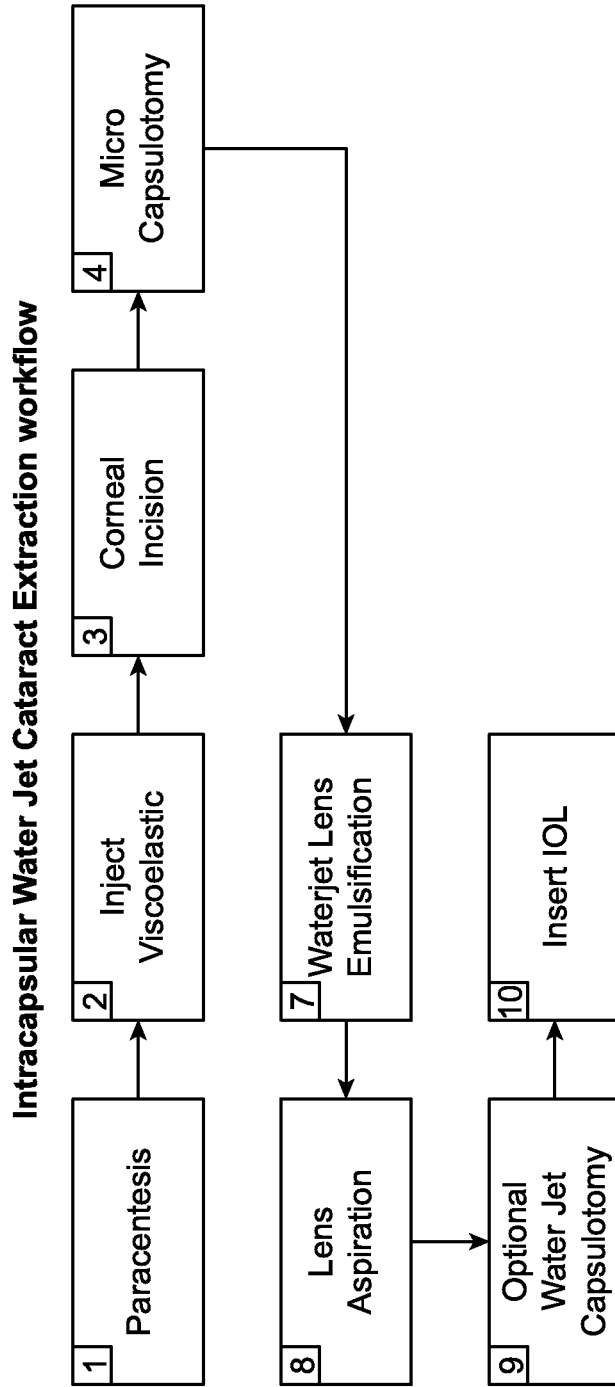 Intracapsular Water Jet Cataract Extraction workflow
1
Paracentesis
2
Inject
Viscoelastic
3
Corneal
Incision
4
Micro
Capsulotomy
7
Waterjet Lens
Emulsification
8
Lens
Aspiration
9
Optional
Water Jet
Capsulotomy
10
Insert IOL